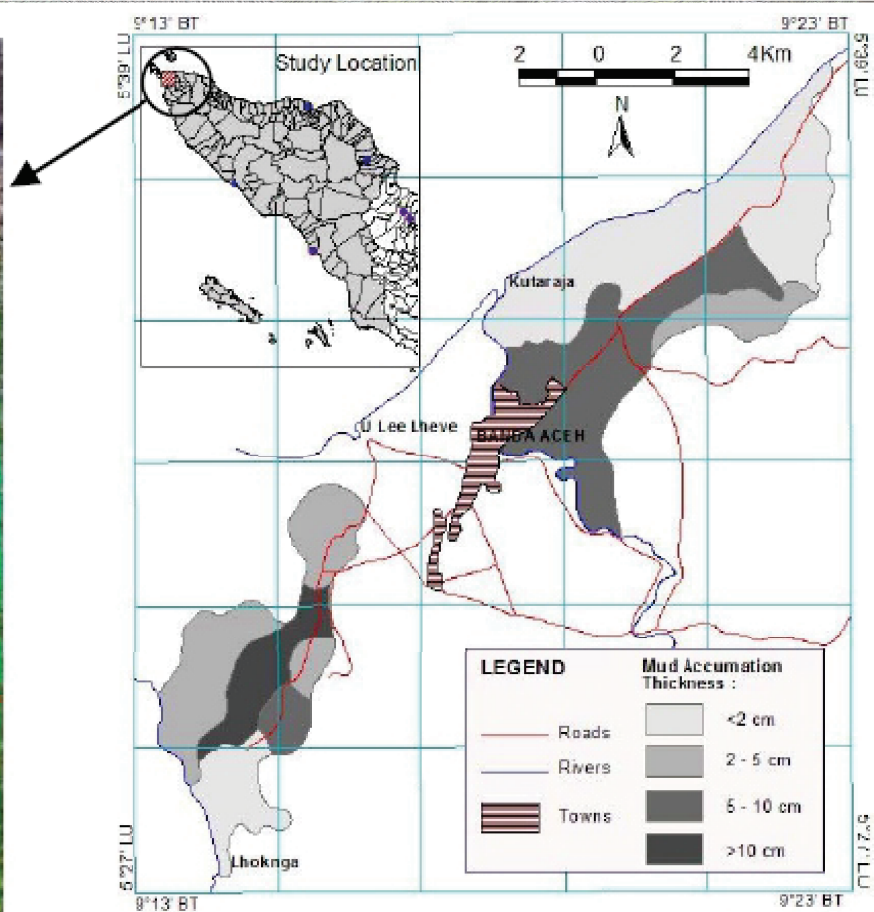 9°13' BT
9°23' BT
5°39' LU
5°39' LU
Study Location
2 0 2 4Km
N
Kutaraja
U Lee Lheve
BANDA ACEH
Lhoknga
LEGEND
Roads
Rivers
Towns
Mud Accumation
Thickness :
<2 cm
2 - 5 cm
5 - 10 cm
>10 cm
5°27' LU
5°27' LU
9°13' BT
9°23' BT